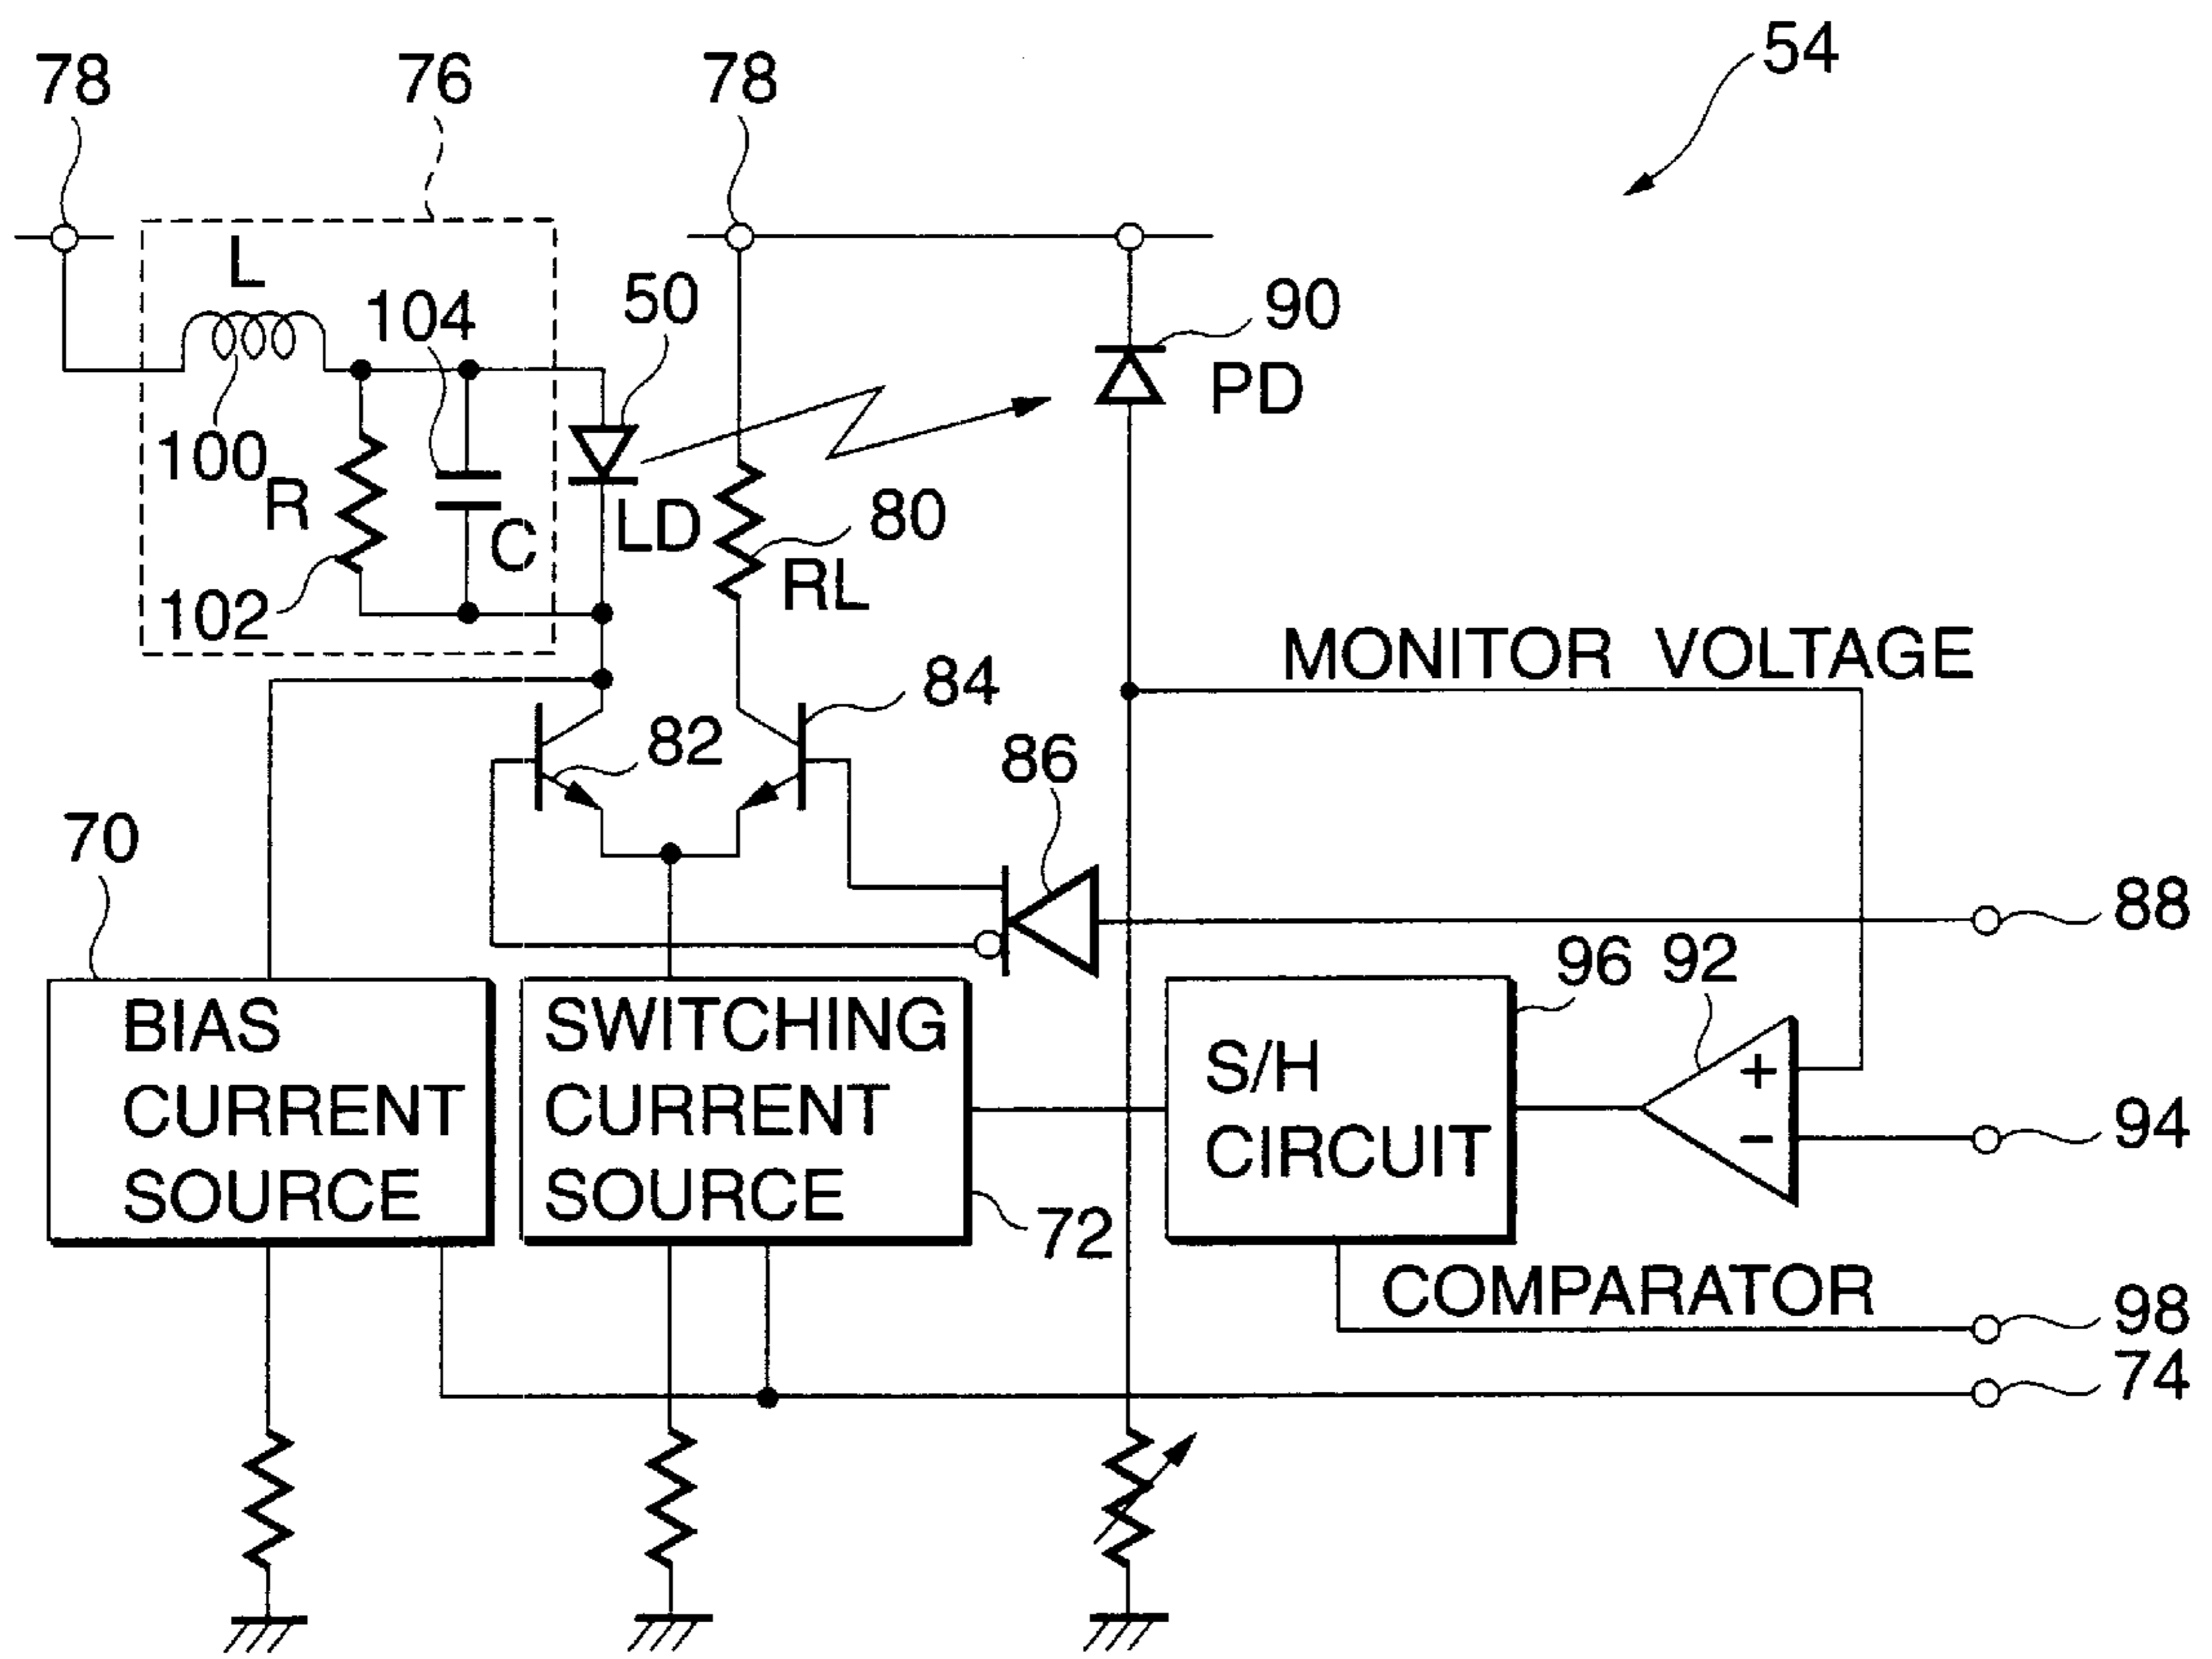 78
76
78
54
L
104
50
90
PD
100
R
C
LD
80
RL
102
MONITOR VOLTAGE
84
82
86
70
88
96
92
BIAS
CURRENT
SOURCE
SWITCHING
CURRENT
SOURCE
S/H
CIRCUIT
+
−
94
72
COMPARATOR
98
74